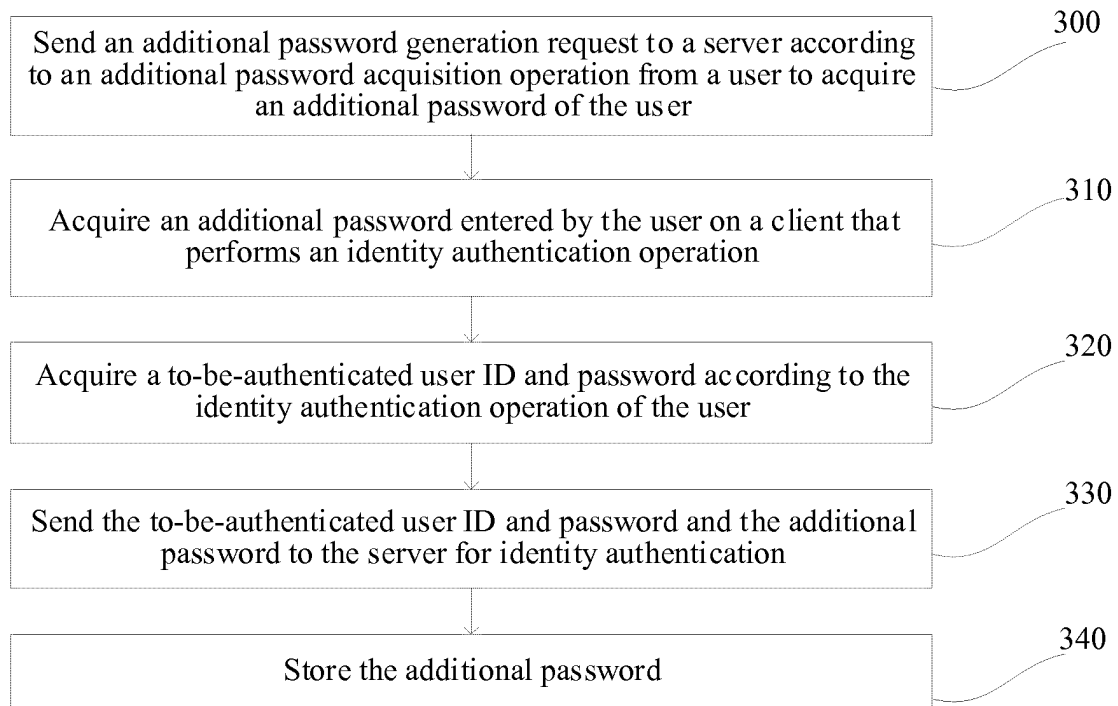 300
Send an additional password generation request to a server according
to an additional password acquisition operation from a user to acquire
an additional password of the user
310
Acquire an additional password entered by the user on a client that
performs an identity authentication operation
320
Acquire a to-be-authenticated user ID and password according to the
identity authentication operation of the user
330
Send the to-be-authenticated user ID and password and the additional
password to the server for identity authentication
340
Store the additional password